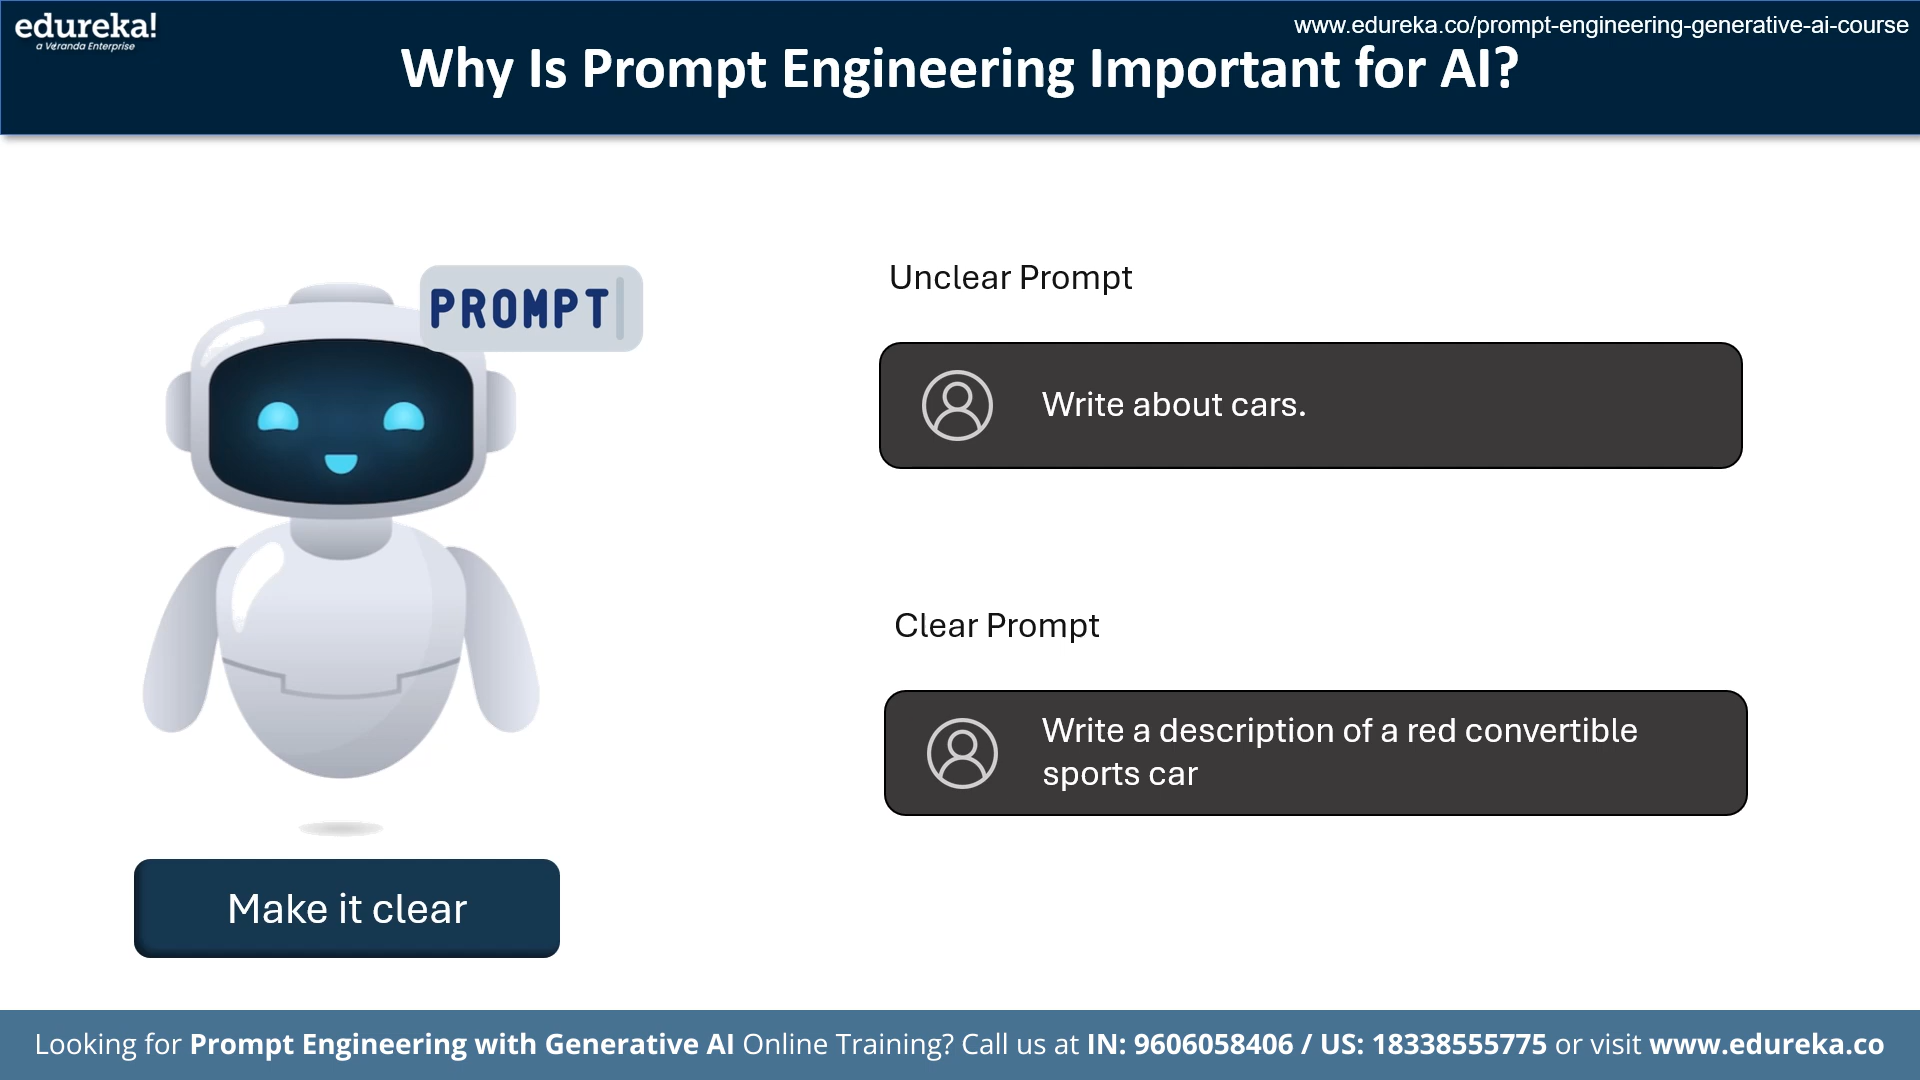 edureka!
a Veranda Enterprise
www.edureka.co/prompt-engineering-generative-ai-course
Why Is Prompt Engineering Important for AI?
PROMPT
Unclear Prompt
Write about cars.
Clear Prompt
Write a description of a red convertible
sports car
Make it clear
Looking for Prompt Engineering with Generative AI Online Training? Call us at IN: 9606058406 / US: 18338555775 or visit www.edureka.co